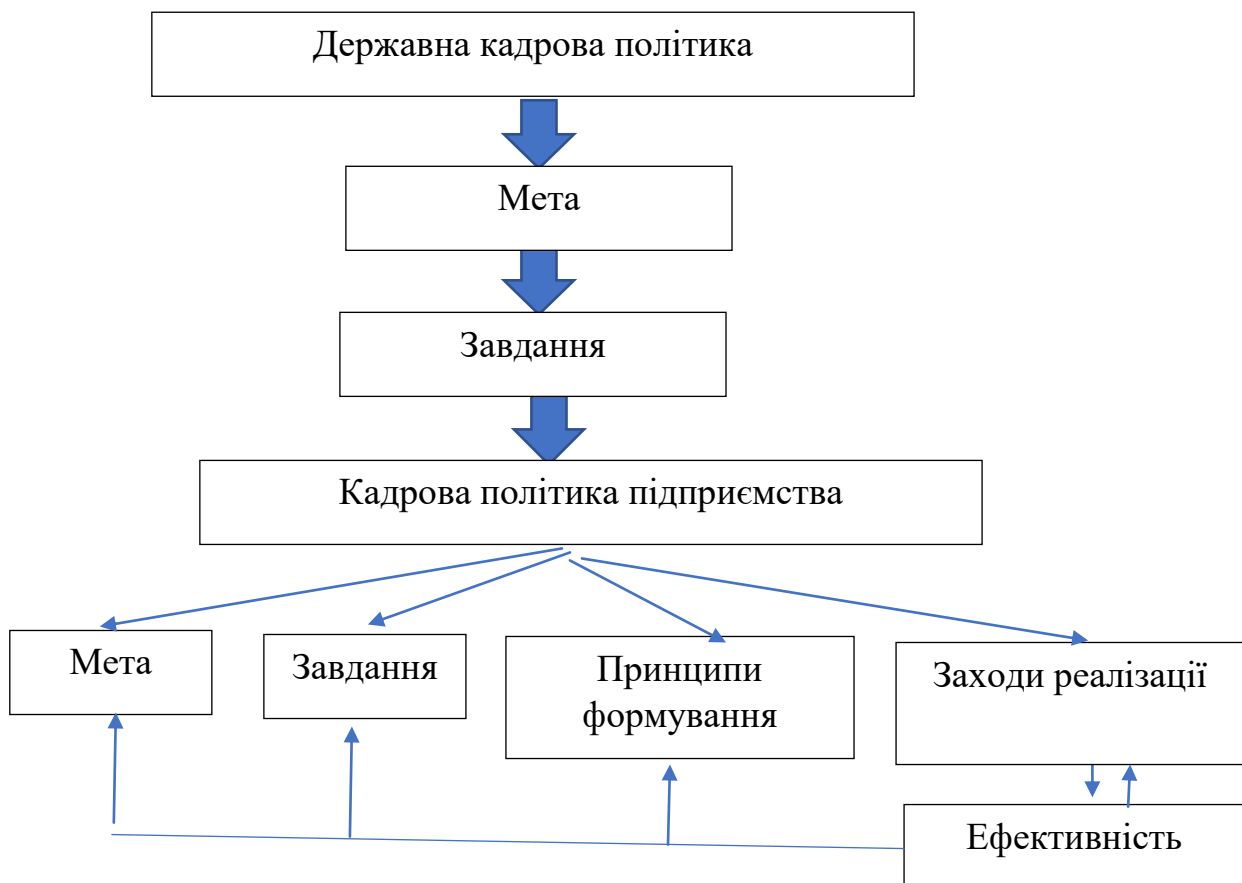 Державна кадрова політика
Мета
Завдання
Кадрова політика підприємства
Мета
Завдання
Принципи
формування
Заходи реалізації
Ефективність